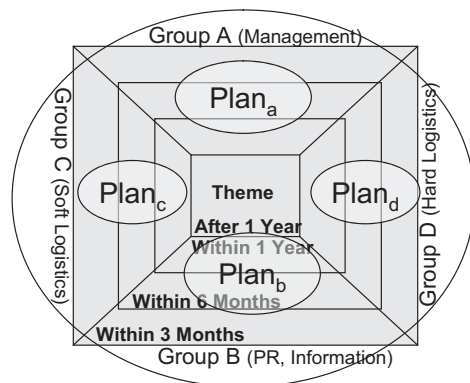 Group A (Management)
Plana
Group C (Soft Logistics)
Planc
Theme
Pland
Group D (Hard Logistics)
After 1 Year
Within 1 Year
Planb
Within 6 Months
Within 3 Months
Group B (PR, Information)